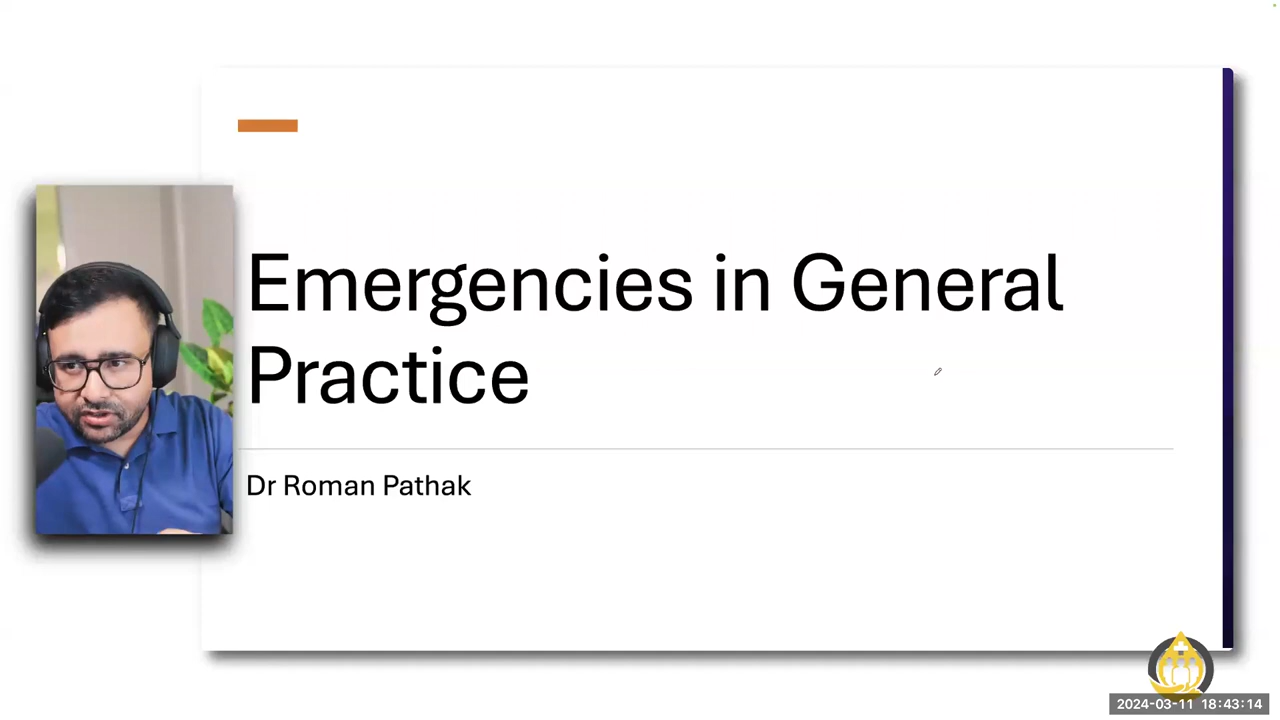 Emergencies in General
Practice
Dr Roman Pathak
2024-03-11 18:43:14